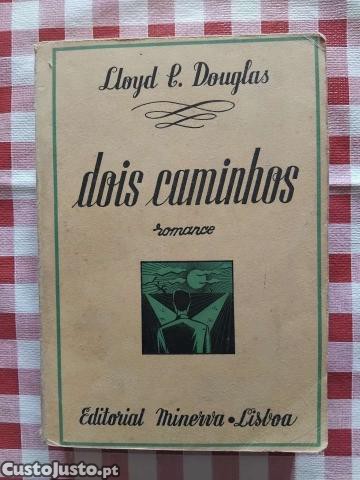 Lloyd C. Douglas
dois caminhos
romance
Editorial Minerva • Lisboa
CustoJusto.pt